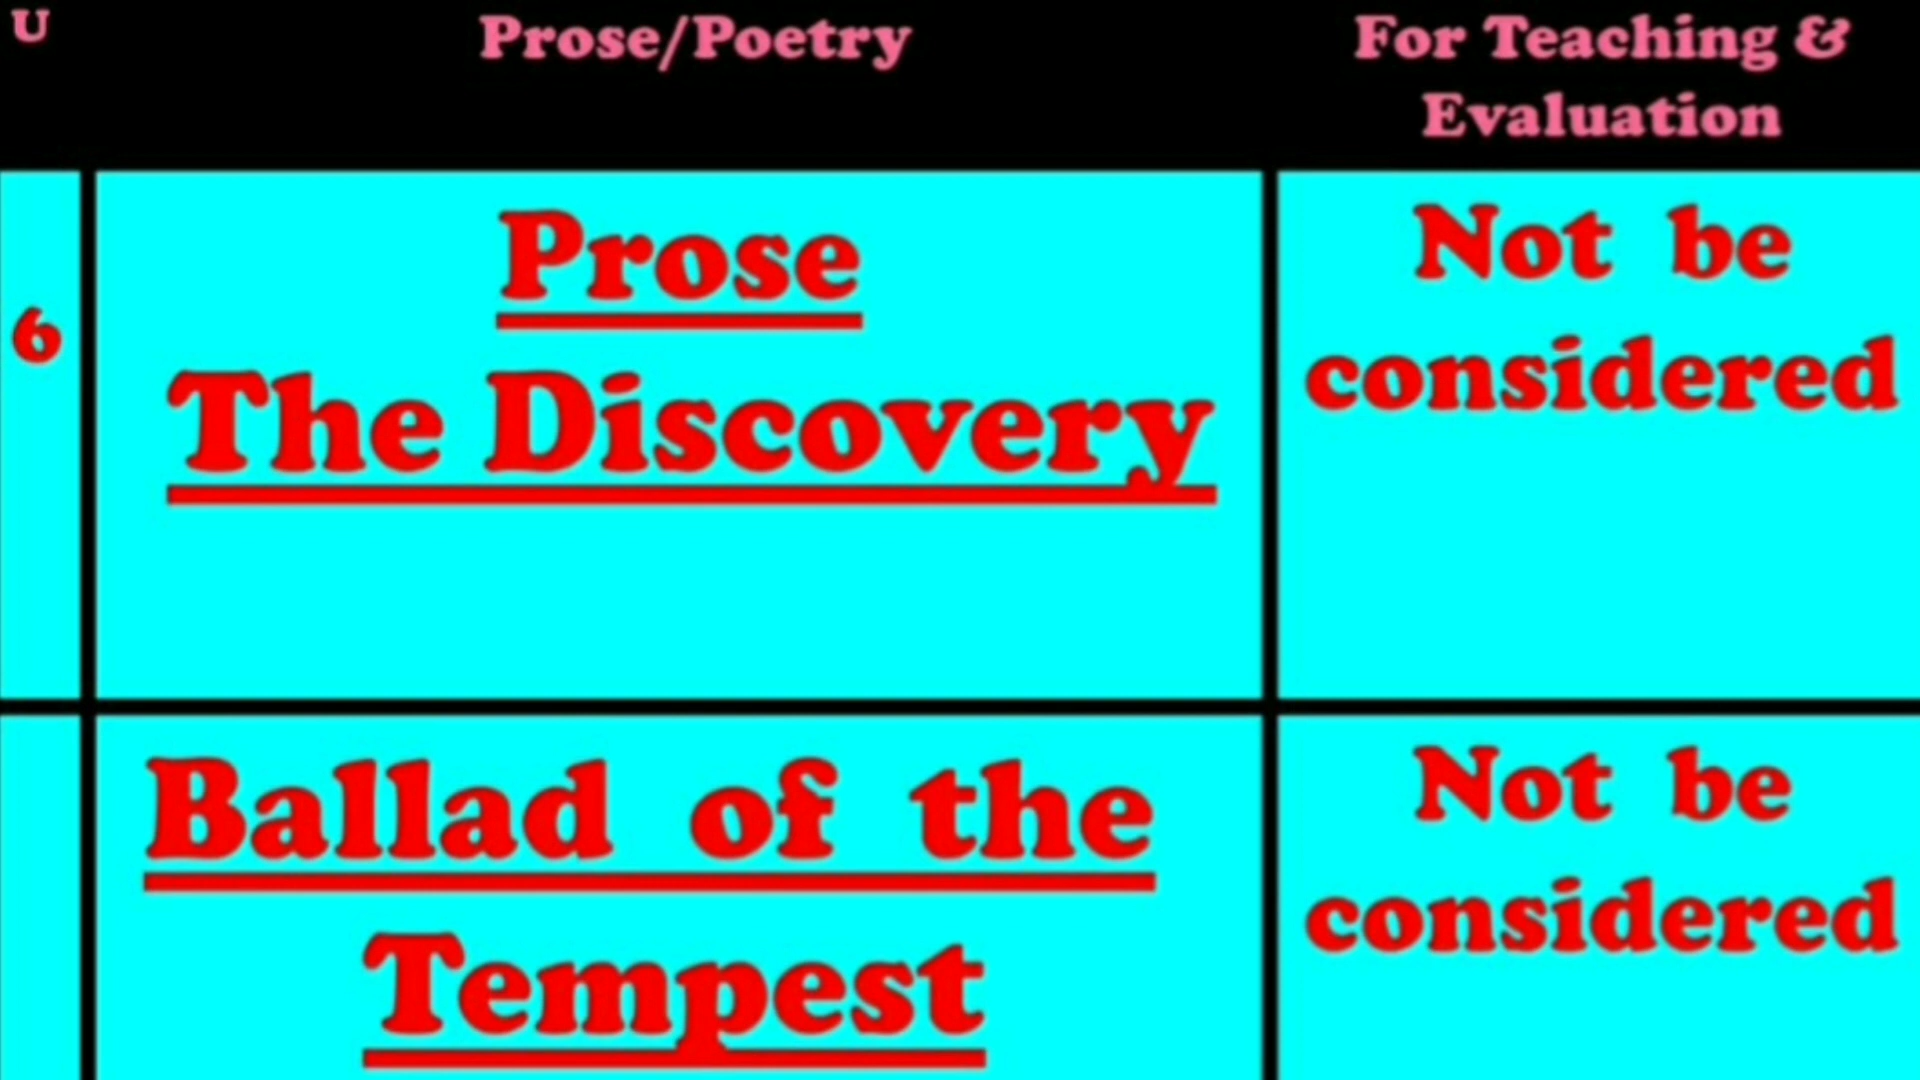 U Prose/Poetry For Teaching &
Evaluation
6 Prose
The Discovery
Not be
considered
Ballad of the
Tempest
Not be
considered